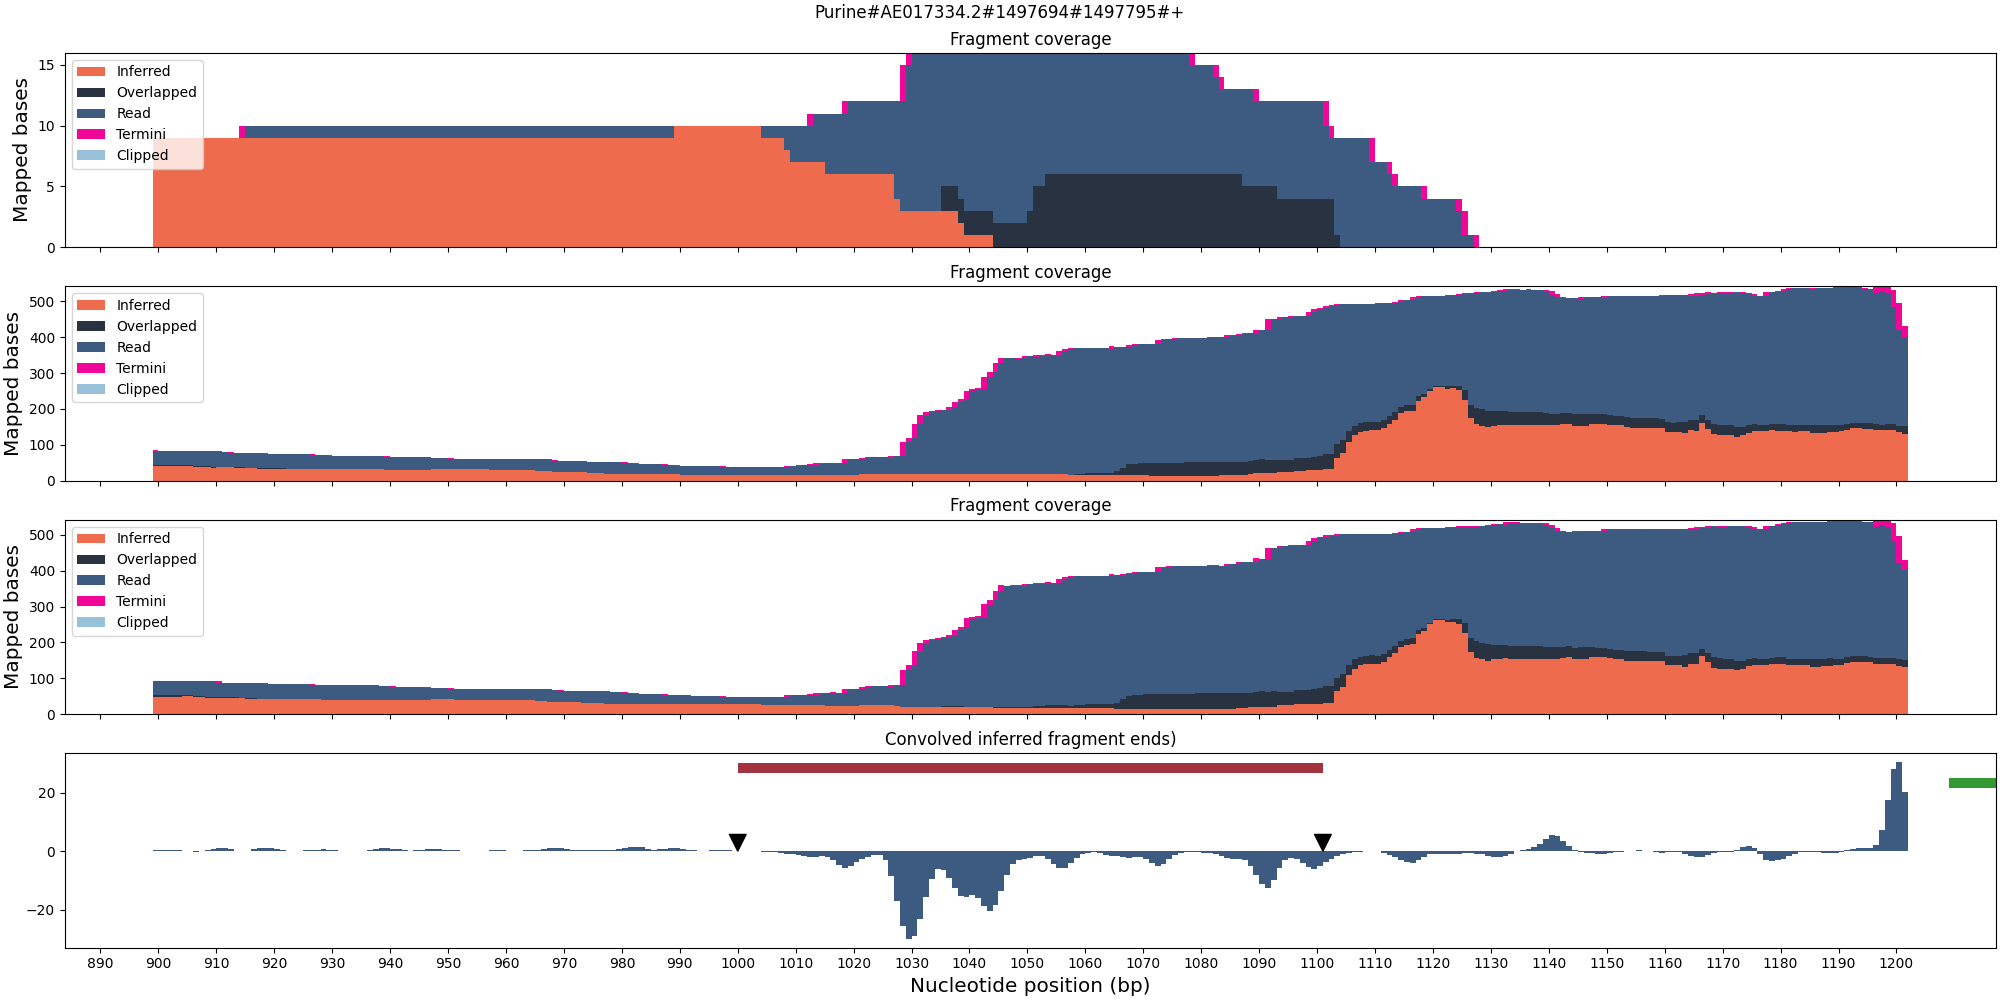 Purine#AE017334.2#1497694#1497795#+
Fragment coverage
Mapped bases
15
10
5
0
Inferred
Overlapped
Read
Termini
Clipped
Fragment coverage
Mapped bases
500
400
300
200
100
0
Inferred
Overlapped
Read
Termini
Clipped
Fragment coverage
Mapped bases
500
400
300
200
100
0
Inferred
Overlapped
Read
Termini
Clipped
Convolved inferred fragment ends)
20
0
−20
890 900 910 920 930 940 950 960 970 980 990 1000 1010 1020 1030 1040 1050 1060 1070 1080 1090 1100 1110 1120 1130 1140 1150 1160 1170 1180 1190 1200
Nucleotide position (bp)